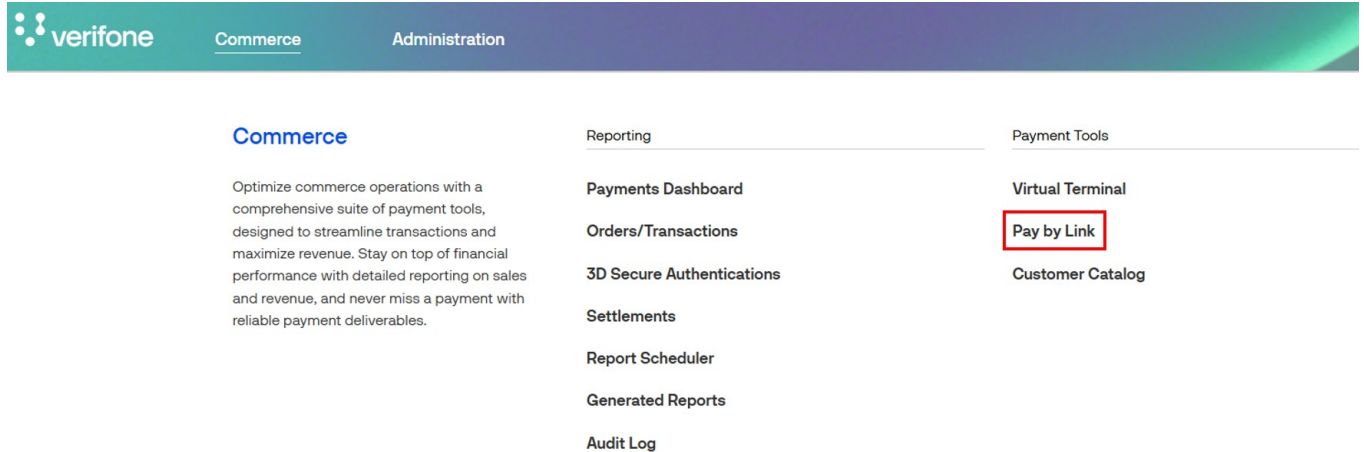 verifone
Commerce
Administration
Commerce
Optimize commerce operations with a
comprehensive suite of payment tools,
designed to streamline transactions and
maximize revenue. Stay on top of financial
performance with detailed reporting on sales
and revenue, and never miss a payment with
reliable payment deliverables.
Reporting
Payments Dashboard
Orders/Transactions
3D Secure Authentications
Settlements
Report Scheduler
Generated Reports
Audit Log
Payment Tools
Virtual Terminal
Pay by Link
Customer Catalog